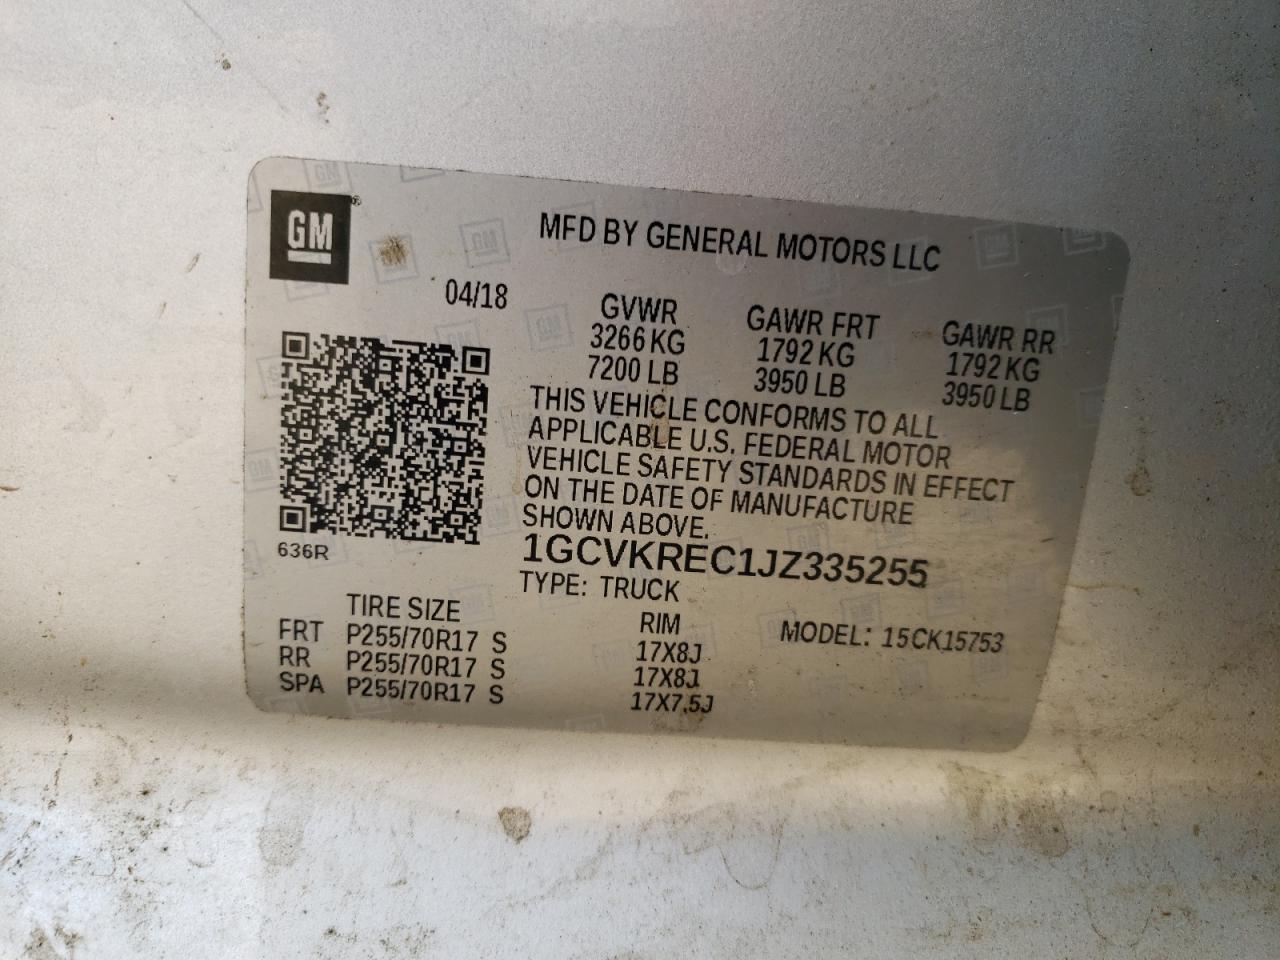 GM
MFD BY GENERAL MOTORS LLC
04/18
GVWR GAWR FRT GAWR RR
3266 KG 1792 KG 1792 KG
7200 LB 3950 LB 3950 LB
THIS VEHICLE CONFORMS TO ALL
APPLICABLE U.S. FEDERAL MOTOR
VEHICLE SAFETY STANDARDS IN EFFECT
ON THE DATE OF MANUFACTURE
SHOWN ABOVE.
636R
1GCVKREC1JZ335255
TYPE: TRUCK
TIRE SIZE RIM MODEL: 15CK15753
FRT P255/70R17 S 17X8J
RR P255/70R17 S 17X8J
SPA P255/70R17 S 17X7.5J